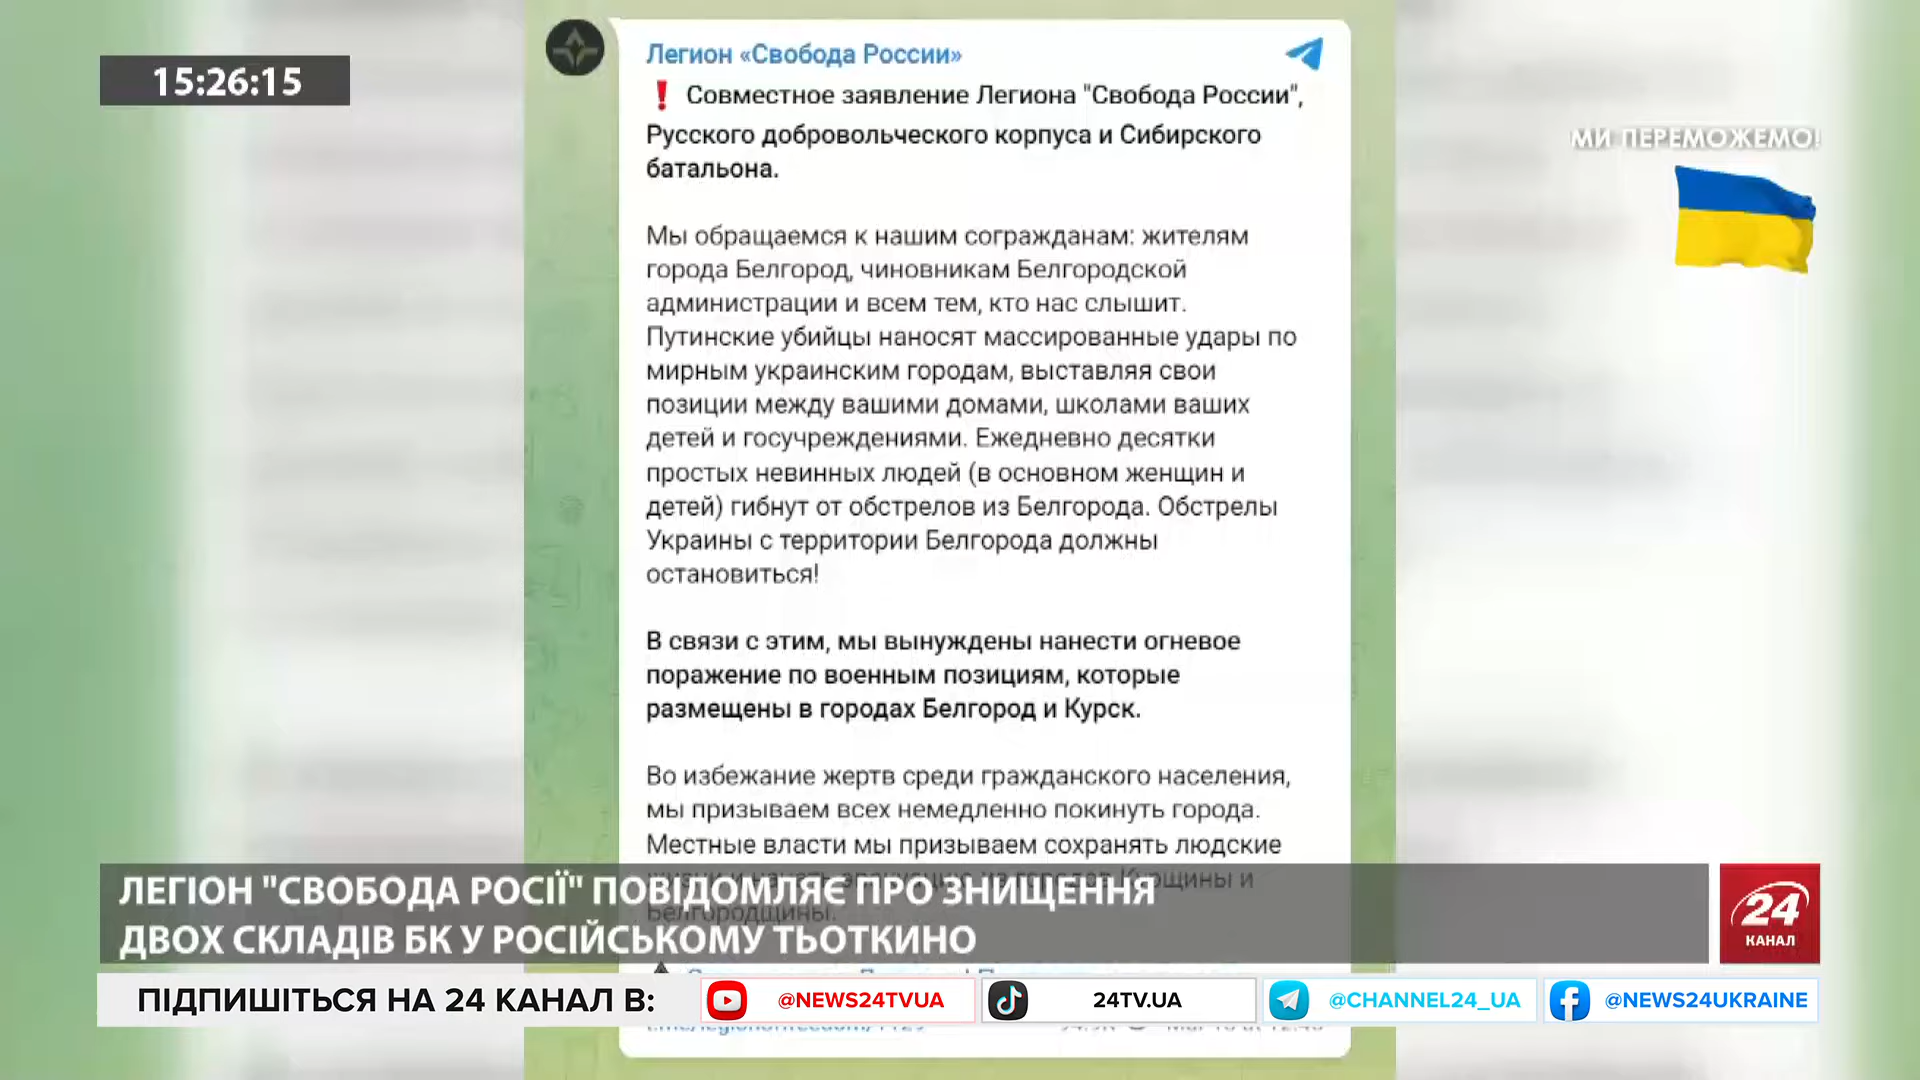 15:26:15
Легион «Свобода России»
❗ Совместное заявление Легиона "Свобода России",
Русского добровольческого корпуса и Сибирского
батальона.
Мы обращаемся к нашим согражданам: жителям
города Белгород, чиновникам Белгородской
администрации и всем тем, кто нас слышит.
Путинские убийцы наносят массированные удары по
мирным украинским городам, выставляя свои
позиции между вашими домами, школами ваших
детей и госучреждениями. Ежедневно десятки
простых невинных людей (в основном женщин и
детей) гибнут от обстрелов из Белгорода. Обстрелы
Украины с территории Белгорода должны
остановиться!
В связи с этим, мы вынуждены нанести огневое
поражение по военным позициям, которые
размещены в городах Белгород и Курск.
Во избежание жертв среди гражданского населения,
мы призываем всех немедленно покинуть города.
Местные власти мы призываем сохранять людские
Курщины и
Белгородщины.
МИ ПЕРЕМОЖЕМО!
ЛЕГІОН "СВОБОДА РОСІЇ" ПОВІДОМЛЯЄ ПРО ЗНИЩЕННЯ
ДВОХ СКЛАДІВ БК У РОСІЙСЬКОМУ ТЬОТКИНО
24
КАНАЛ
ПІДПИШІТЬСЯ НА 24 КАНАЛ В:
@NEWS24TVUA
24TV.UA
@CHANNEL24_UA
@NEWS24UKRAINE